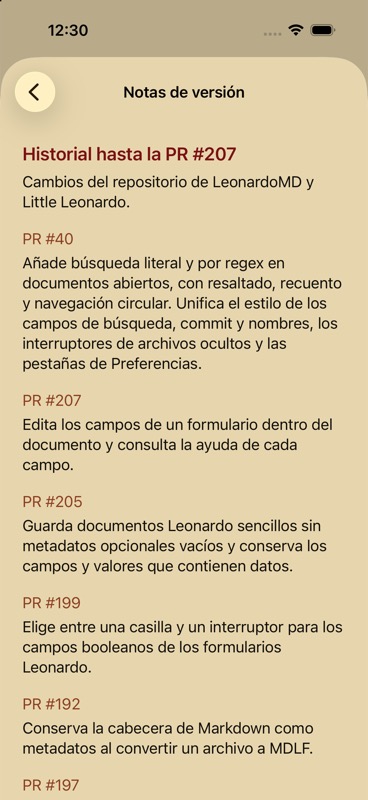 12:30
Notas de versión
Historial hasta la PR #207
Cambios del repositorio de LeonardoMD y
Little Leonardo.
PR #40
Añade búsqueda literal y por regex en
documentos abiertos, con resaltado, recuento
y navegación circular. Unifica el estilo de los
campos de búsqueda, commit y nombres, los
interruptores de archivos ocultos y las
pestañas de Preferencias.
PR #207
Edita los campos de un formulario dentro del
documento y consulta la ayuda de cada
campo.
PR #205
Guarda documentos Leonardo sencillos sin
metadatos opcionales vacíos y conserva los
campos y valores que contienen datos.
PR #199
Elige entre una casilla y un interruptor para los
campos booleanos de los formularios
Leonardo.
PR #192
Conserva la cabecera de Markdown como
metadatos al convertir un archivo a MDLF.
PR #197